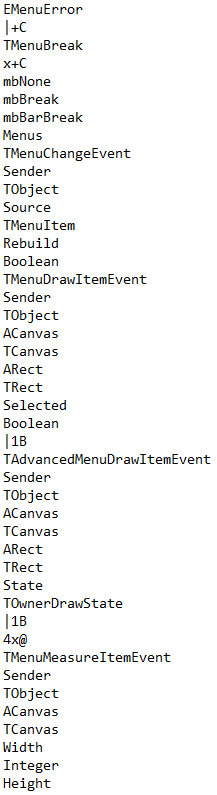 EMenuError
|+C
TMenuBreak
x+C
mbNone
mbBreak
mbBarBreak
Menus
TMenuChangeEvent
Sender
TObject
Source
TMenuItem
Rebuild
Boolean
TMenuDrawItemEvent
Sender
TObject
ACanvas
TCanvas
ARect
TRect
Selected
Boolean
|1B
TAdvancedMenuDrawItemEvent
Sender
TObject
ACanvas
TCanvas
ARect
TRect
State
TOwnerDrawState
|1B
4x@
TMenuMeasureItemEvent
Sender
TObject
ACanvas
TCanvas
Width
Integer
Height